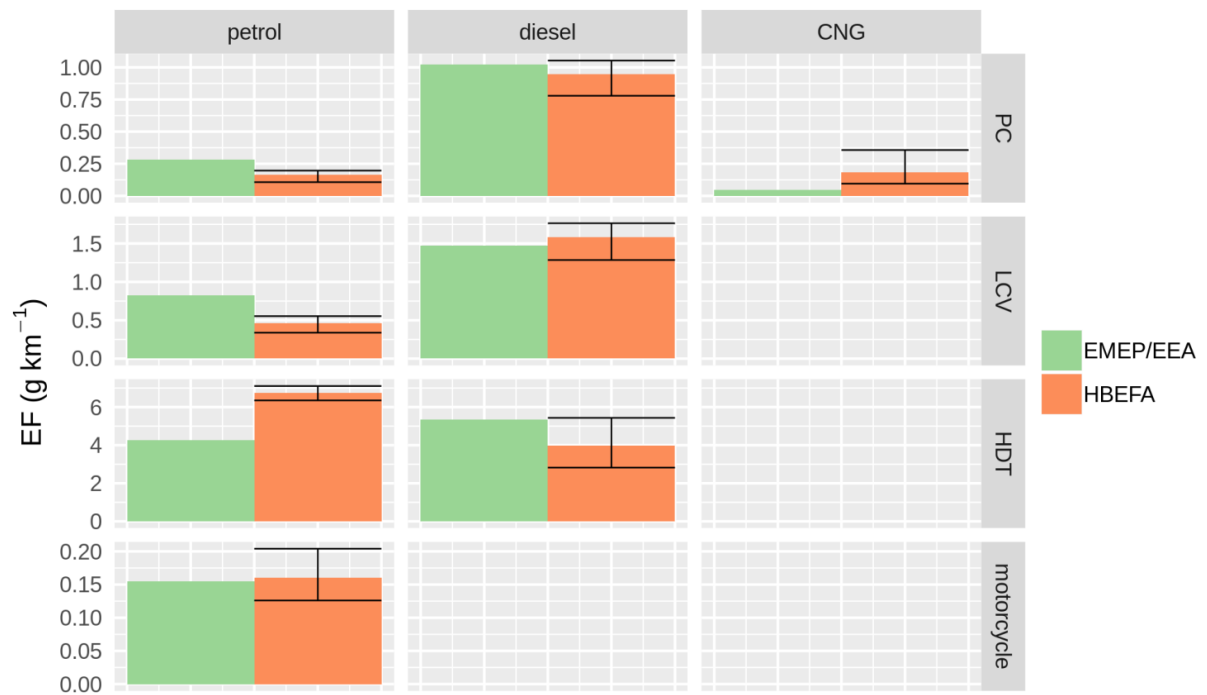 petrol diesel CNG
1.00
0.75
0.50
0.25
0.00
PC
1.5
1.0
0.5
0.0
LCV
6
4
2
0
HDT
0.20
0.15
0.10
0.05
0.00
motorcycle
EF (g km⁻¹)
EMEP/EEA
HBEFA